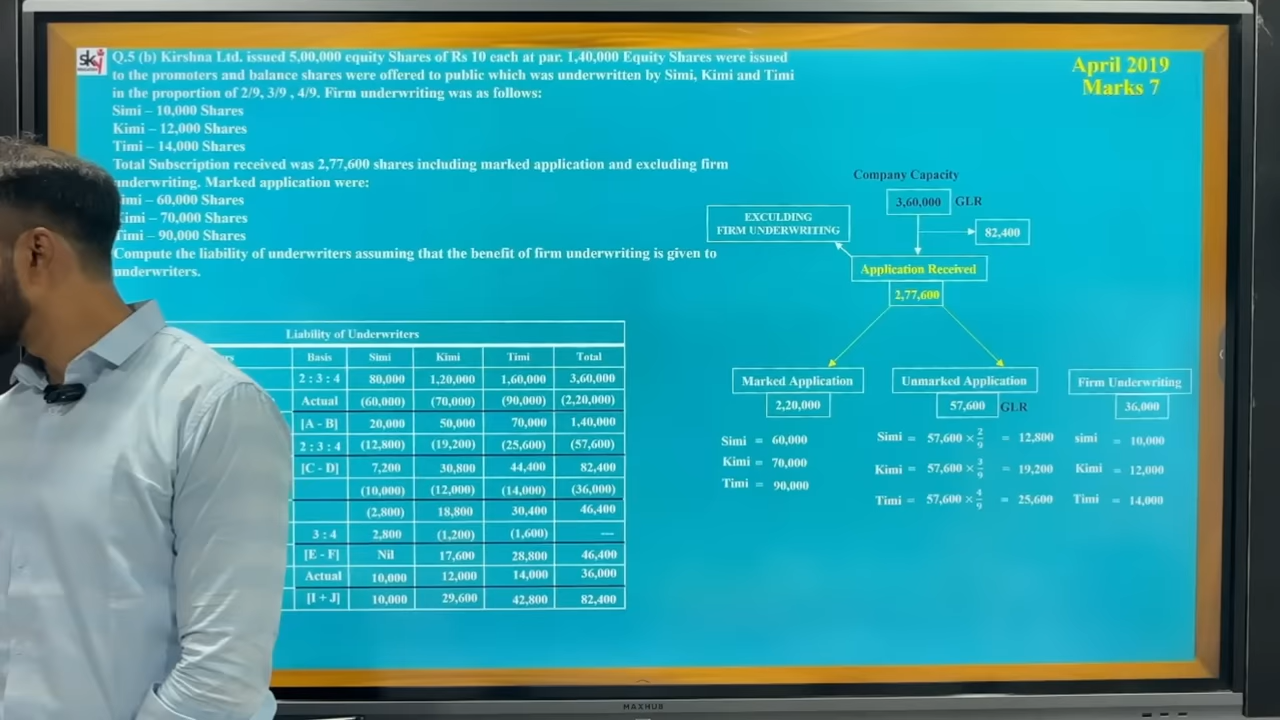 sky
Q.5 (b) Kirshna Ltd. issued 5,00,000 equity Shares of Rs 10 each at par. 1,40,000 Equity Shares were issued
to the promoters and balance shares were offered to public which was underwritten by Simi, Kimi and Timi
in the proportion of 2/9, 3/9 , 4/9. Firm underwriting was as follows:
Simi – 10,000 Shares
Kimi – 12,000 Shares
Timi – 14,000 Shares
Total Subscription received was 2,77,600 shares including marked application and excluding firm
underwriting. Marked application were:
imi – 60,000 Shares
Kimi – 70,000 Shares
Timi – 90,000 Shares
Compute the liability of underwriters assuming that the benefit of firm underwriting is given to
underwriters.
April 2019
Marks 7
Company Capacity
3,60,000 GLR
82,400
EXCULDING
FIRM UNDERWRITING
Application Received
2,77,600
Marked Application
2,20,000
Simi = 60,000
Kimi = 70,000
Timi = 90,000
Unmarked Application
57,600 GLR
Simi = 57,600 × 2/9 = 12,800
Kimi = 57,600 × 3/9 = 19,200
Timi = 57,600 × 4/9 = 25,600
Firm Underwriting
36,000
simi = 10,000
Kimi = 12,000
Timi = 14,000
Liability of Underwriters
rs Basis Simi Kimi Timi Total
2 : 3 : 4 80,000 1,20,000 1,60,000 3,60,000
Actual (60,000) (70,000) (90,000) (2,20,000)
[A - B] 20,000 50,000 70,000 1,40,000
2 : 3 : 4 (12,800) (19,200) (25,600) (57,600)
[C - D] 7,200 30,800 44,400 82,400
(10,000) (12,000) (14,000) (36,000)
(2,800) 18,800 30,400 46,400
3 : 4 2,800 (1,200) (1,600) ---
[E - F] Nil 17,600 28,800 46,400
Actual 10,000 12,000 14,000 36,000
[I + J] 10,000 29,600 42,800 82,400
MAXHUB